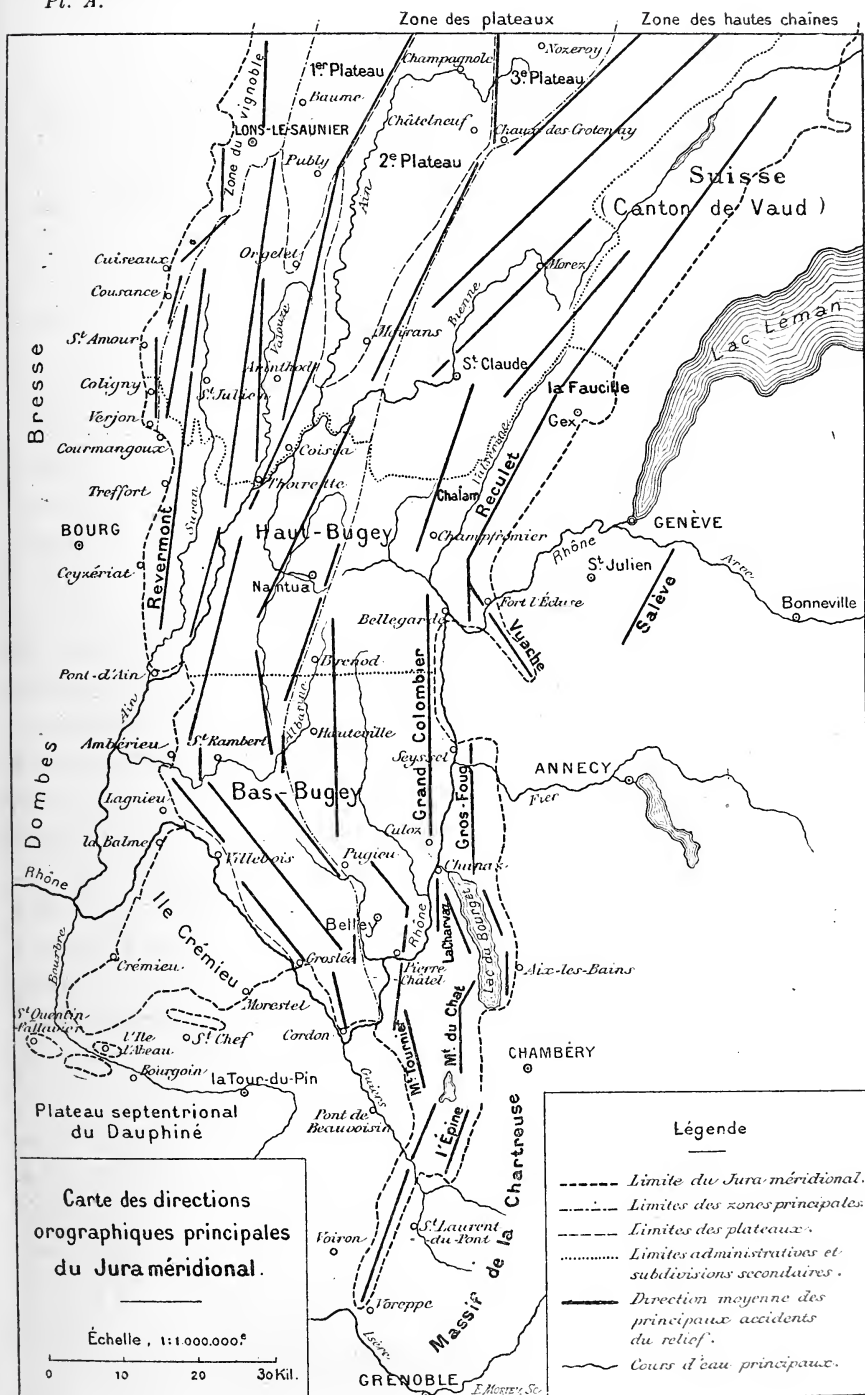 Pl. A.
Zone des plateaux
Zone des hautes chaînes
1er Plateau
Champagnole
Nozeroy
3e Plateau
Baume
Zone du vignoble
LONS-LE-SAUNIER
Châtelneuf
Chaux-des-Crotenay
Publy
2e Plateau
Ain
Suisse
(Canton de Vaud)
Orgelet
Cuiseaux
Cousance
Morez
Bienne
Valouze
Lac Léman
St Amour
Moirans
Arinthod
St Claude
la Faucille
Bresse
Coligny
St Julien
Gex
Verjon
Courmangoux
Coisia
Valserine
Reculet
Thoirette
Chalam
Treffort
Suran
Haut-Bugey
Champfromier
GENÈVE
Rhône
BOURG
Revermont
St Julien
Arve
Ceyzériat
Nantua
Fort l'Écluse
Salève
Bonneville
Bellegarde
Vuache
Brenod
Pont-d'Ain
Grand Colombier
Ain
Albarine
Hauteville
Ambérieu
St Rambert
Seyssel
ANNECY
Dombes
Bas-Bugey
Gros Foug
Fier
Lagnieu
Culoz
la Balme
Villebois
Pugieu
Chanaz
Rhône
Ile Crémieu
Belley
Rhône
La Charvaz
Lac du Bourget
Bourbre
Crémieu
Groslée
Pierre
Châtel
Aix-les-Bains
Morestel
St Quentin
Fallavier
l'Ile
d'Abeau
St Chef
Cordon
Mt Tournier
Mt. du Chat
CHAMBÉRY
Bourgoin
la Tour-du-Pin
Guiers
Plateau septentrional
du Dauphiné
Pont de
Beauvoisin
l'Épine
Massif de la Chartreuse
Voiron
St Laurent
du-Pont
Voreppe
Isère
GRENOBLE
Carte des directions
orographiques principales
du Jura méridional.
Échelle, 1:1.000.000e
0 10 20 30 Kil.
Légende
Limite du Jura méridional.
Limites des zones principales.
Limites des plateaux.
Limites administratives et
subdivisions secondaires.
Direction moyenne des
principaux accidents
du relief.
Cours d'eau principaux.